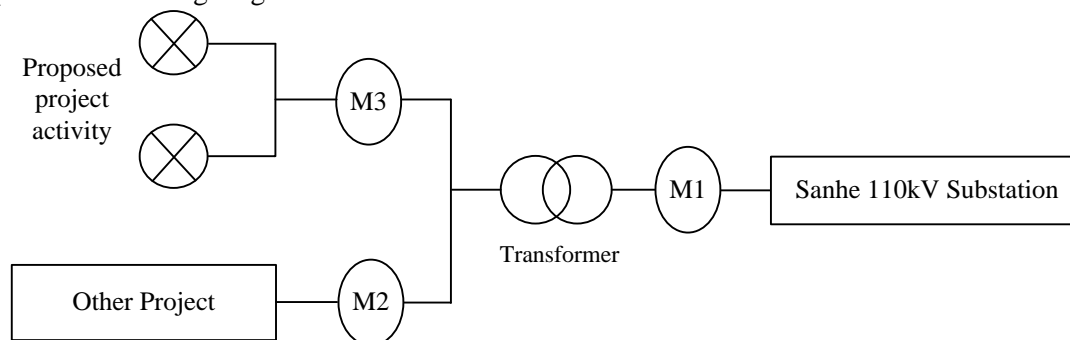 Proposed
project
activity
M3
M1
Sanhe 110kV Substation
Transformer
Other Project
M2